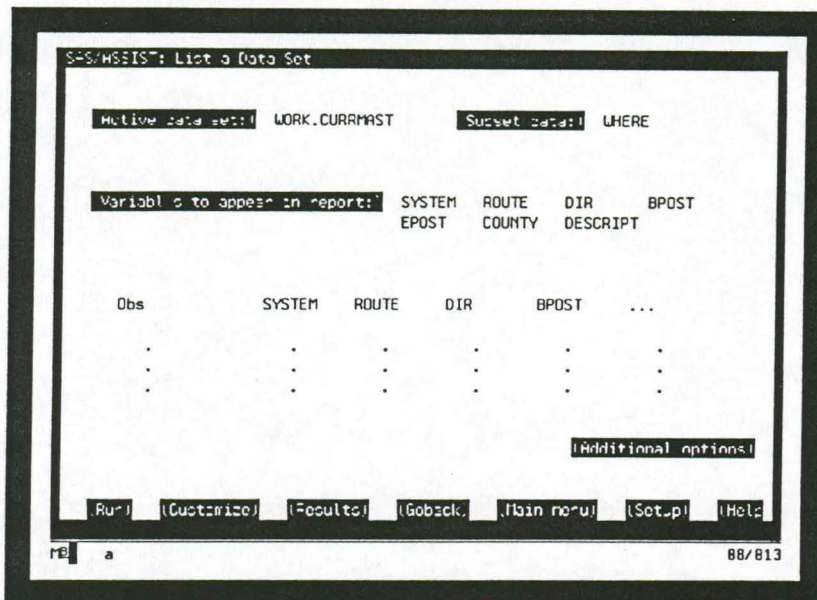 SAS/ASSIST: List a Data Set
Active data set:| WORK.CURRMAST |Subset data:| WHERE
Variables to appear in report: SYSTEM ROUTE DIR BPOST
EPOST COUNTY DESCRIPT
Obs SYSTEM ROUTE DIR BPOST ...
. . . . . .
. . . . . .
. . . . . .
|Additional options|
|Run| |Customize| |Results| |Goback| |Main menu| |Setup| |Help
MB a 08/013